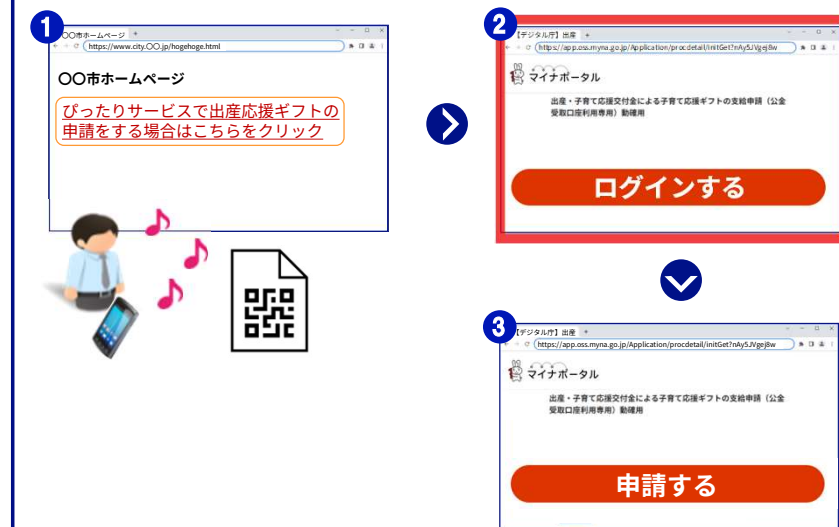 1
〇〇市ホームページ +
https://www.city.〇〇.jp/hogehoge.html
〇〇市ホームページ
ぴったりサービスで出産応援ギフトの
申請をする場合はこちらをクリック
2
【デジタル庁】出産 +
https://app.oss.myna.go.jp/Application/procdetail/initGet?nAy5JVgej8w
マイナポータル
出産・子育て応援交付金による子育て応援ギフトの支給申請（公金
受取口座利用専用）動確用
ログインする
3
【デジタル庁】出産 +
https://app.oss.myna.go.jp/Application/procdetail/initGet?nAy5JVgej8w
マイナポータル
出産・子育て応援交付金による子育て応援ギフトの支給申請（公金
受取口座利用専用）動確用
申請する